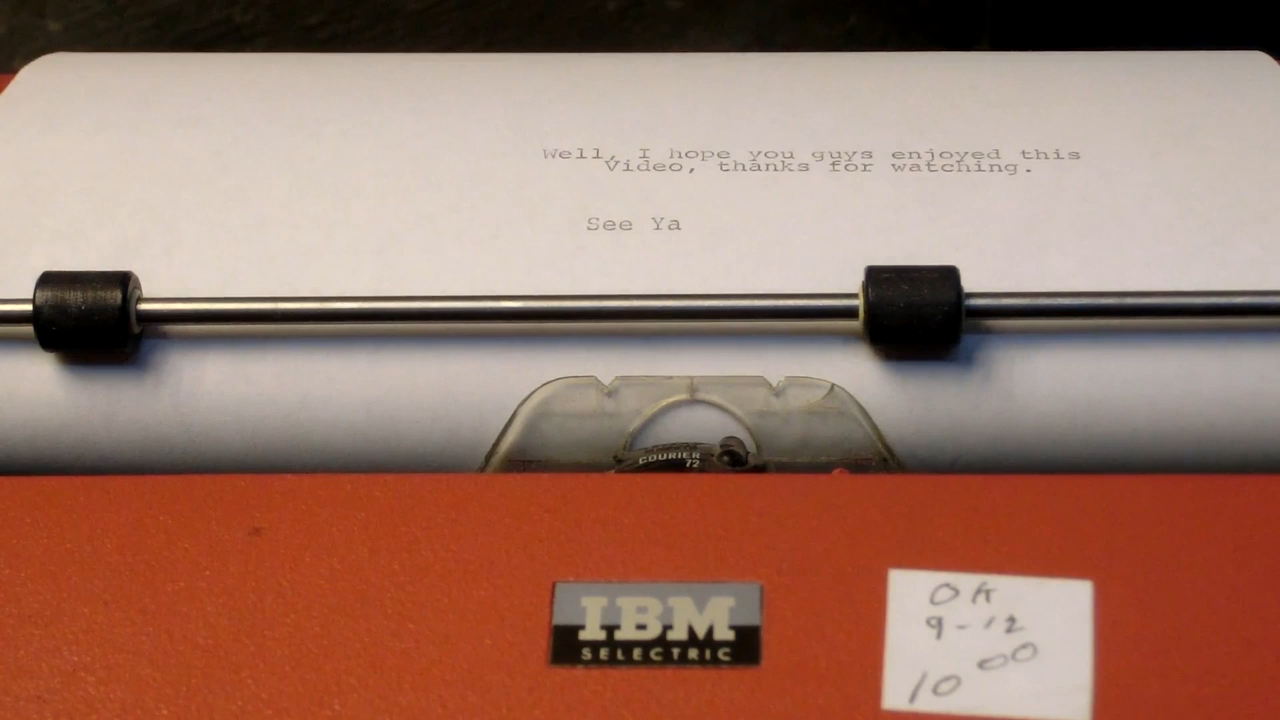 Well, I hope you guys enjoyed this
Video, thanks for watching.
See Ya
COURIER
72
IBM
SELECTRIC
OK
9-12
10 00